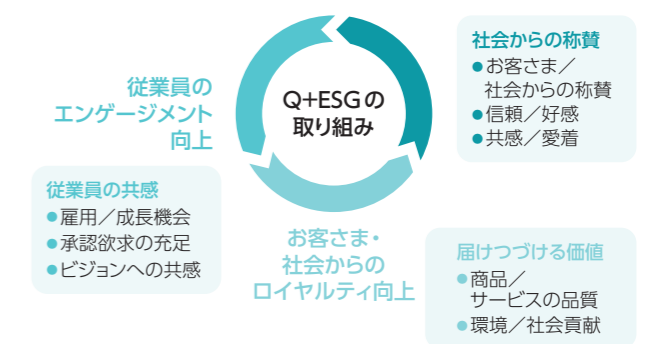 Q+ESGの
取り組み
社会からの称賛
●お客さま／
社会からの称賛
●信頼／好感
●共感／愛着
従業員の
エンゲージメント
向上
従業員の共感
●雇用／成長機会
●承認欲求の充足
●ビジョンへの共感
お客さま・
社会からの
ロイヤルティ向上
届けつづける価値
●商品／
サービスの品質
●環境／社会貢献